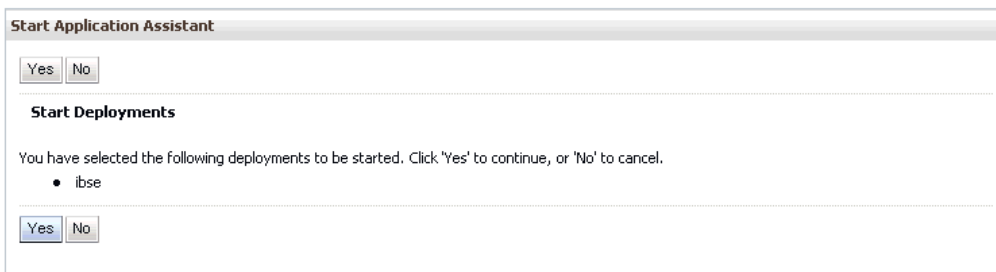 Start Application Assistant
Yes No
Start Deployments
You have selected the following deployments to be started. Click 'Yes' to continue, or 'No' to cancel.
● ibse
Yes No